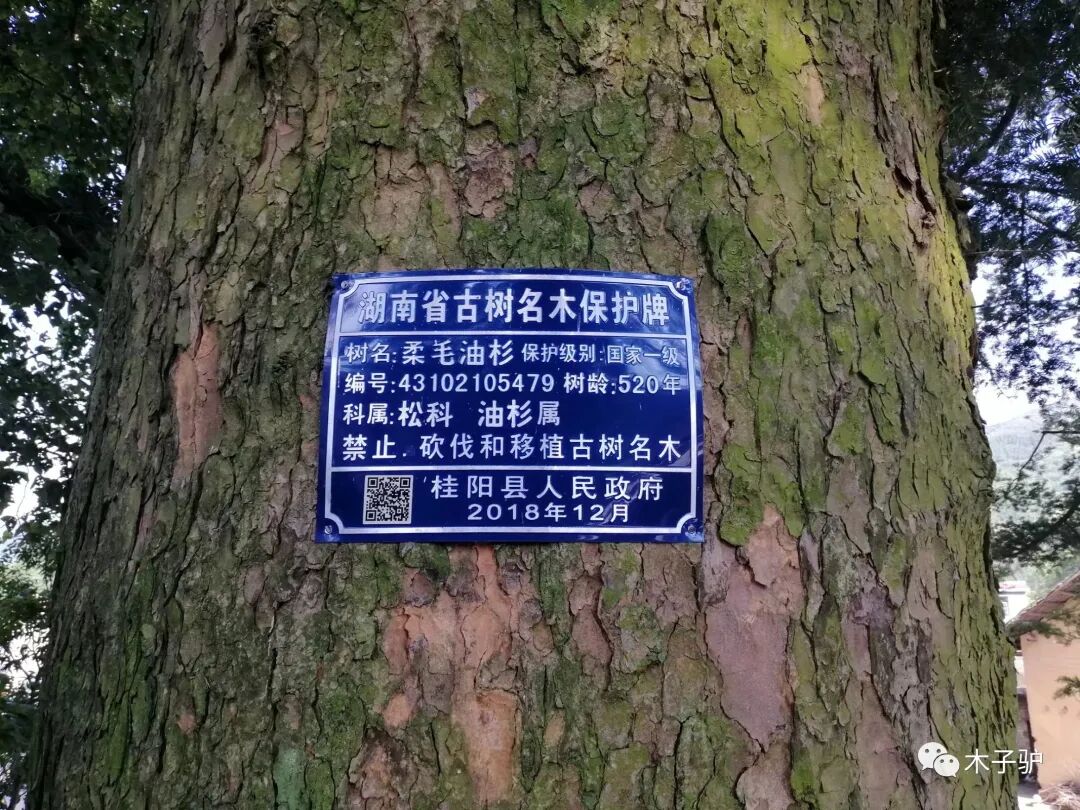 湖南省古树名木保护牌
树名:柔毛油杉 保护级别:国家一级
编号:43102105479 树龄:520年
科属:松科 油杉属
禁止.砍伐和移植古树名木
桂阳县人民政府
2018年12月
木子驴